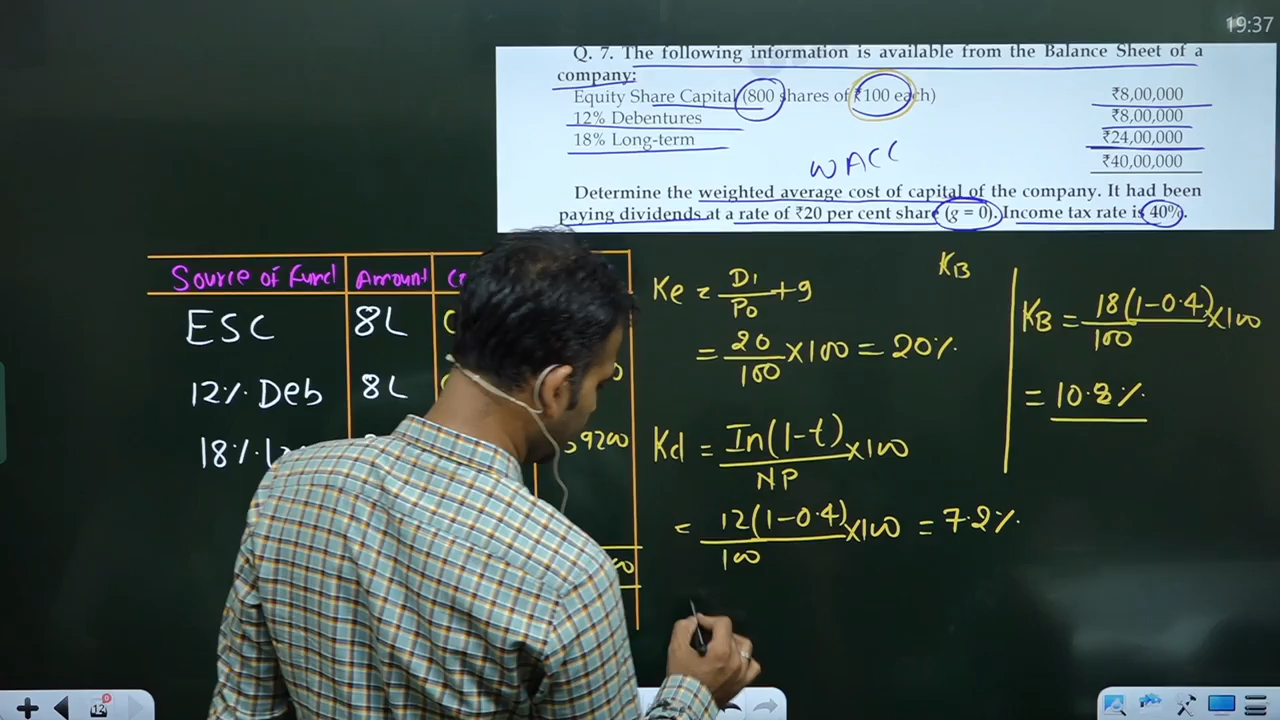 19:37
Q. 7. The following information is available from the Balance Sheet of a
company:
Equity Share Capital (800 shares of ₹100 each) ₹8,00,000
12% Debentures ₹8,00,000
18% Long-term ₹24,00,000
₹40,00,000
WACC
Determine the weighted average cost of capital of the company. It had been
paying dividends at a rate of ₹20 per cent share (g = 0). Income tax rate is 40%.
Source of Fund Amount
ESC 8L
12% Deb 8L
18%
9200
Ke = D1/P0 + g
= 20/100 × 100 = 20%
Kd = In(1-t)/NP × 100
= 12(1-0.4)/100 × 100 = 7.2%
KB
KB = 18(1-0.4)/100 × 100
= 10.8%
12